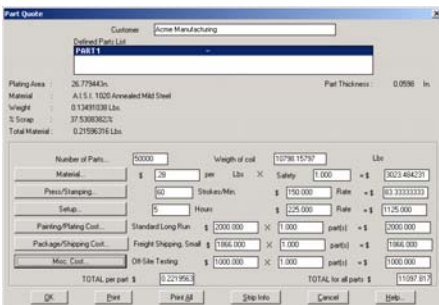 Part Quote
Customer Acme Manufacturing
Defined Parts List
PART1 -
Plating Area : 26.779443in. Part Thickness : 0.0598 In.
Material : A.I.S.I. 1020 Annealed Mild Steel
Weight : 0.13491038 Lbs.
% Scrap : 37.5308382%
Total Material : 0.21596316 Lbs.
Number of Parts... 50000 Weigth of coil 10798.15797 Lbs
Material... $ .28 per Lbs X Safety 1.000 = $ 3023.484231
Press/Stamping... 60 Strokes/Min. $ 150.000 Rate = $ 83.33333333
Setup... 5 Hours $ 225.000 Rate = $ 1125.000
Painting/Plating Cost... Standard Long Run $ 2000.000 X 1.000 part(s) = $ 2000.000
Package/Shipping Cost... Freight Shipping, Small $ 1866.000 X 1.000 part(s) = $ 1866.000
Misc. Cost... Off-Site Testing $ 1000.000 X 1.000 part(s) = $ 1000.000
TOTAL per part $ 0.2219563 TOTAL for all parts $ 11097.817
OK Print Print All Strip Info Cancel Help...